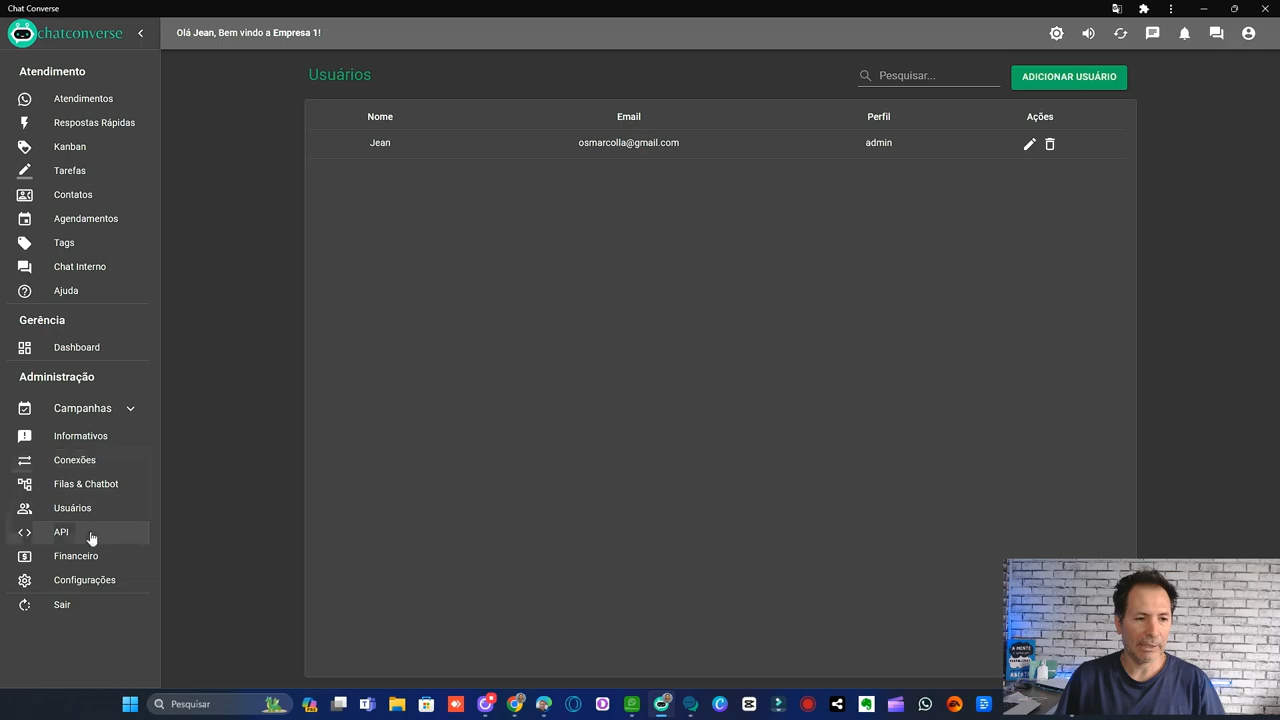 Chat Converse
chatconverse
Olá Jean, Bem vindo a Empresa 1!
Atendimento
Atendimentos
Respostas Rápidas
Kanban
Tarefas
Contatos
Agendamentos
Tags
Chat Interno
Ajuda
Gerência
Dashboard
Administração
Campanhas
Informativos
Conexões
Filas & Chatbot
Usuários
API
Financeiro
Configurações
Sair
Usuários
Pesquisar...
ADICIONAR USUÁRIO
Nome Email Perfil Ações
Jean osmarcolla@gmail.com admin
A MENTE
Pesquisar